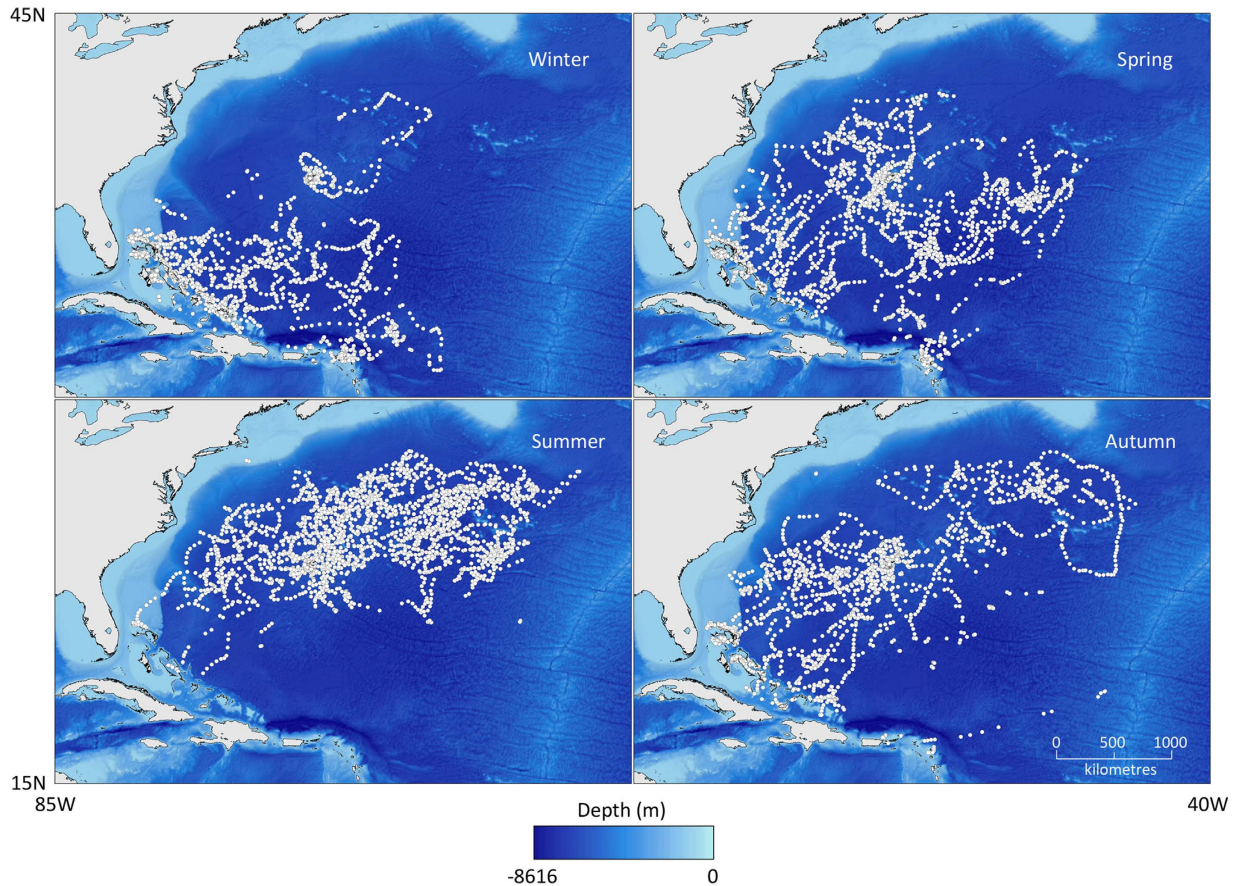 45N
Winter
Spring
Summer
Autumn
0 500 1000
kilometres
15N
85W
40W
Depth (m)
-8616 0